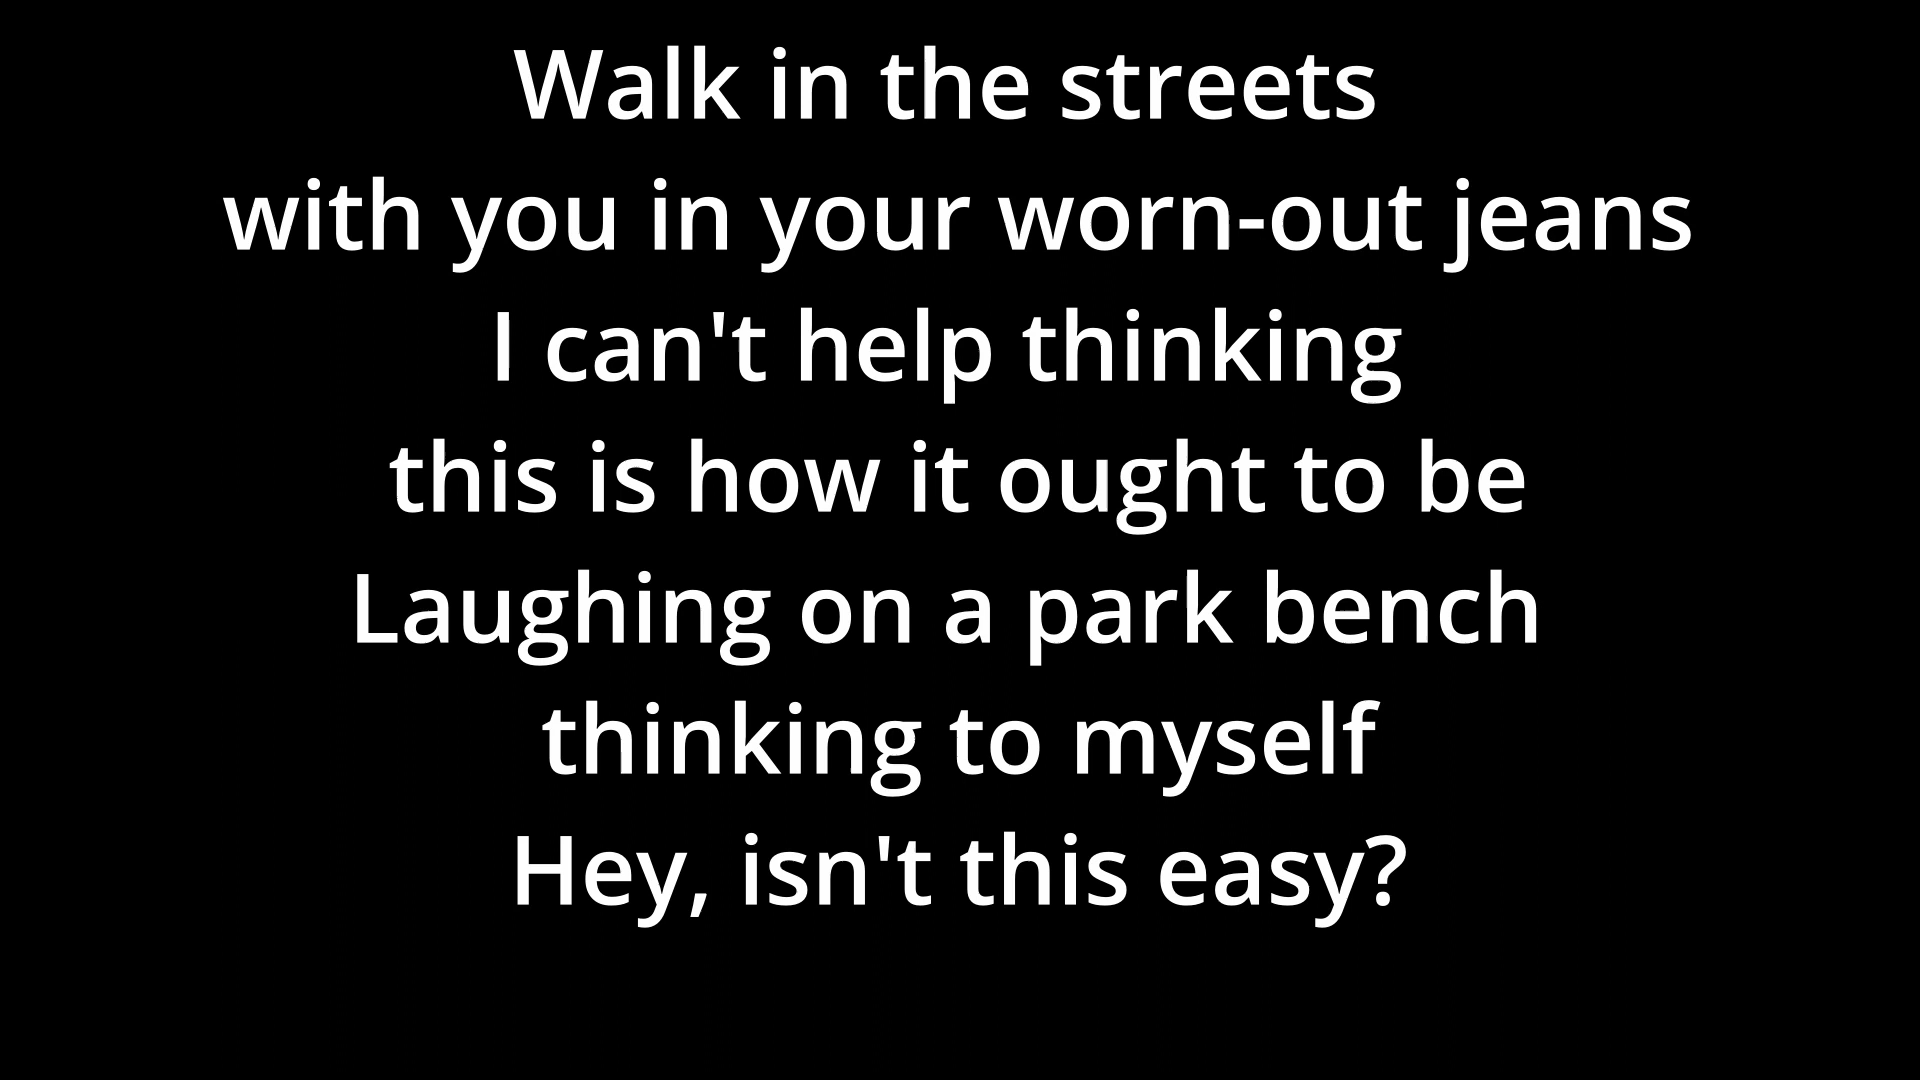 Walk in the streets
with you in your worn-out jeans
I can't help thinking
this is how it ought to be
Laughing on a park bench
thinking to myself
Hey, isn't this easy?